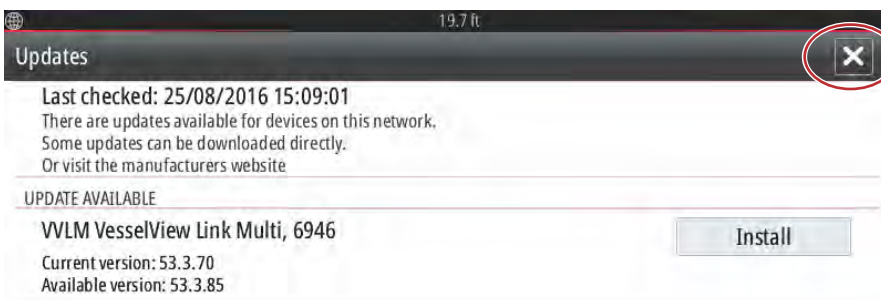 19.7 ft
Updates
Last checked: 25/08/2016 15:09:01
There are updates available for devices on this network.
Some updates can be downloaded directly.
Or visit the manufacturers website
UPDATE AVAILABLE
VVLM VesselView Link Multi, 6946
Install
Current version: 53.3.70
Available version: 53.3.85